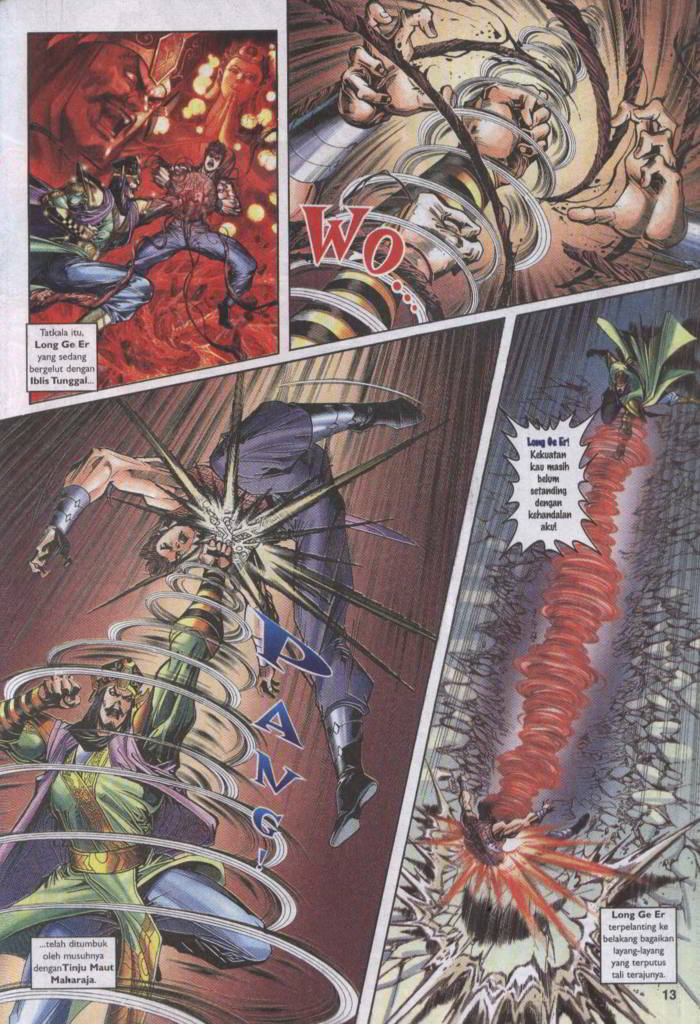 Tatkala itu,
Long Ge Er
yang sedang
bergelut dengan
Iblis Tunggal...
WO....
...telah ditumbuk
oleh musuhnya
dengan Tinju Maut
Maharaja.
PANG!
Long Ge Er!
Kekuatan
kau masih
belum
setanding
dengan
kehandalan
aku!
Long Ge Er
terpelanting ke
belakang bagaikan
layang-layang
yang terputus
tali terajunya.
13